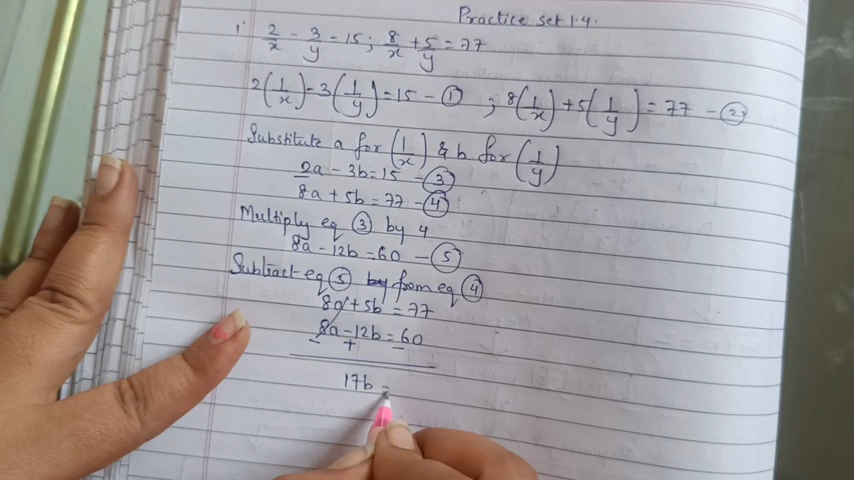 Practice set 1.4.
1. 2/x - 3/y = 15; 8/x + 5/y = 77
2(1/x) - 3(1/y) = 15 - ① ; 8(1/x) + 5(1/y) = 77 - ②
Substitute a for (1/x) & b for (1/y)
2a - 3b = 15 - ③
8a + 5b = 77 - ④
Multiply eq ③ by 4
8a - 12b = 60 - ⑤
Subtract eq ⑤ by from eq ④
8a + 5b = 77
8a - 12b = 60
- + -
17b =